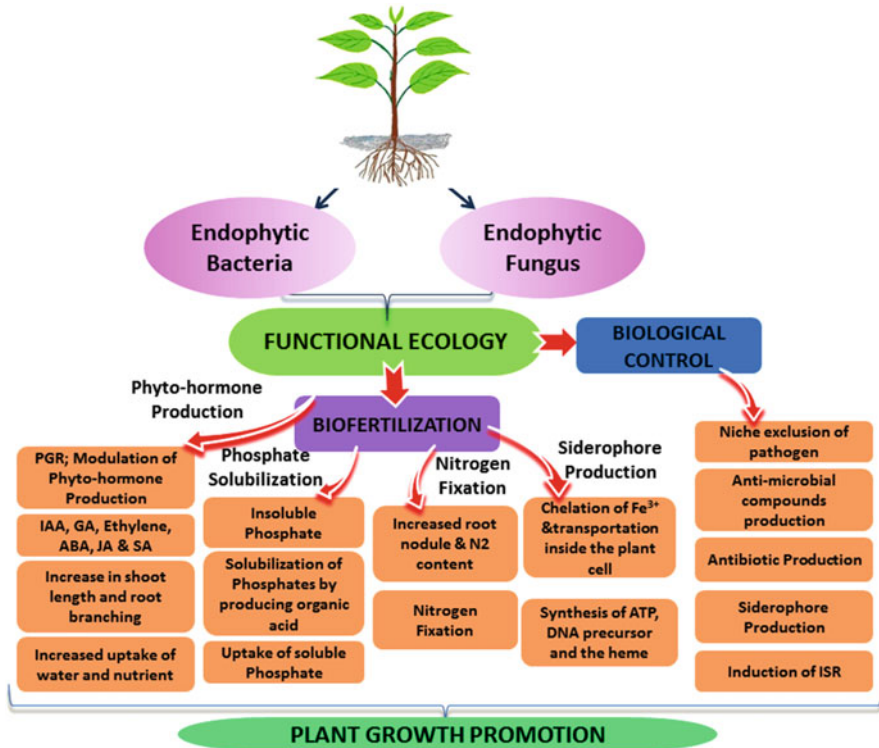 Endophytic
Bacteria
Endophytic
Fungus
FUNCTIONAL ECOLOGY
BIOLOGICAL
CONTROL
Phyto-hormone
Production
BIOFERTILIZATION
Phosphate
Solubilization
Nitrogen
Fixation
Siderophore
Production
PGR; Modulation of
Phyto-hormone
Production
IAA, GA, Ethylene,
ABA, JA & SA
Increase in shoot
length and root
branching
Increased uptake of
water and nutrient
Insoluble
Phosphate
Solubilization of
Phosphates by
producing organic
acid
Uptake of soluble
Phosphate
Increased root
nodule & N2
content
Nitrogen
Fixation
Chelation of Fe³⁺
&transportation
inside the plant
cell
Synthesis of ATP,
DNA precursor
and the heme
Niche exclusion of
pathogen
Anti-microbial
compounds
production
Antibiotic Production
Siderophore
Production
Induction of ISR
PLANT GROWTH PROMOTION